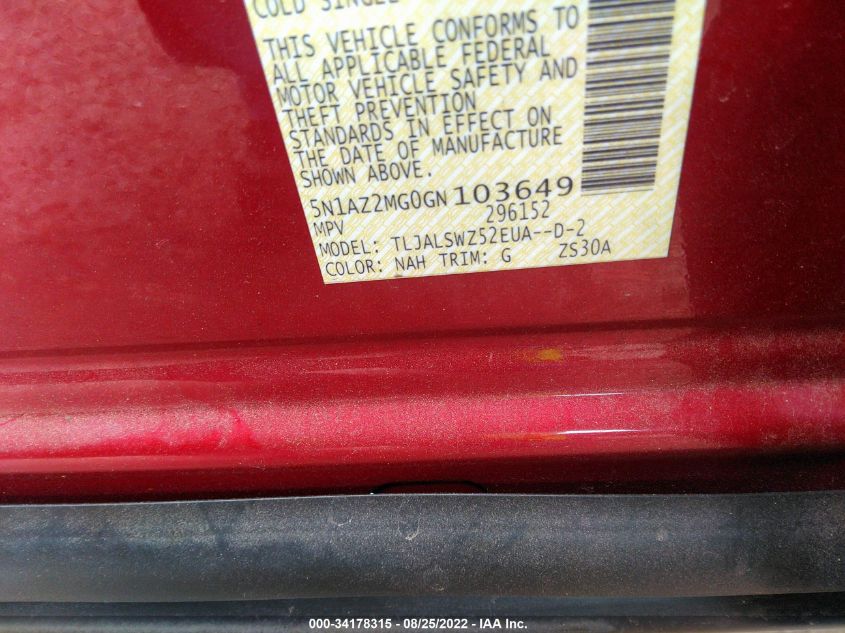 COLD SINGLE
THIS VEHICLE CONFORMS TO
ALL APPLICABLE FEDERAL
MOTOR VEHICLE SAFETY AND
THEFT PREVENTION
STANDARDS IN EFFECT ON
THE DATE OF MANUFACTURE
SHOWN ABOVE.
5N1AZ2MG0GN103649
MPV 296152
MODEL: TLJALSWZ52EUA--D-2
COLOR: NAH TRIM: G ZS30A
000-34178315 - 08/25/2022 - IAA Inc.